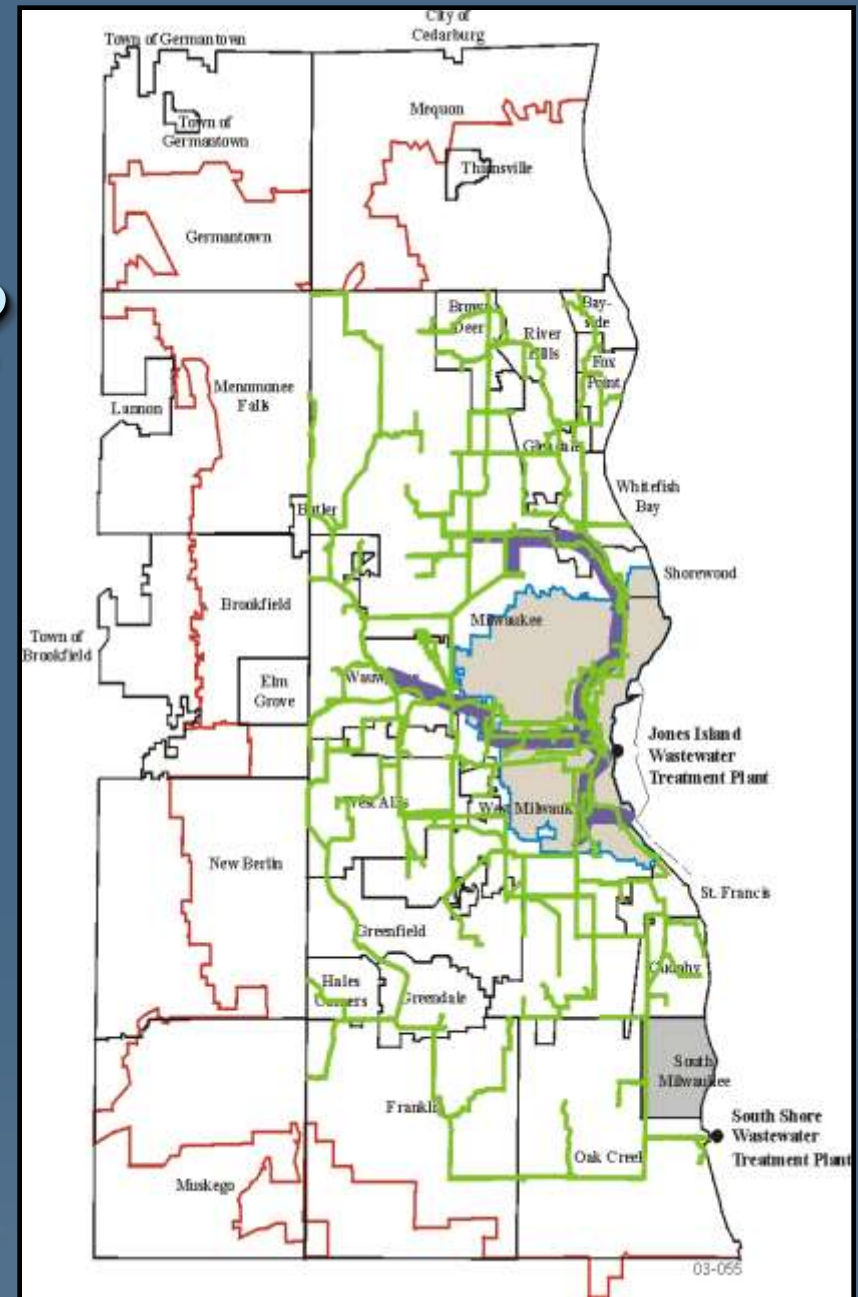 City of
Cedarburg
Town of Germantown
Mequon
Town of
Germantown
Thiensville
Germantown
Brown
Deer
Bay-
side
River
Hills
Fox
Point
Menomonee
Falls
Lannon
Glendale
Whitefish
Bay
Butler
Shorewood
Brookfield
Milwaukee
Town of
Brookfield
Elm
Grove
Jones Island
Wastewater
Treatment Plant
West Allis
West Milwauk
New Berlin
St. Francis
Greenfield
Cudahy
Hales
Corners
Greendale
South
Milwaukee
Franklin
South Shore
Wastewater
Treatment Plant
Oak Creek
Muskego
03-055